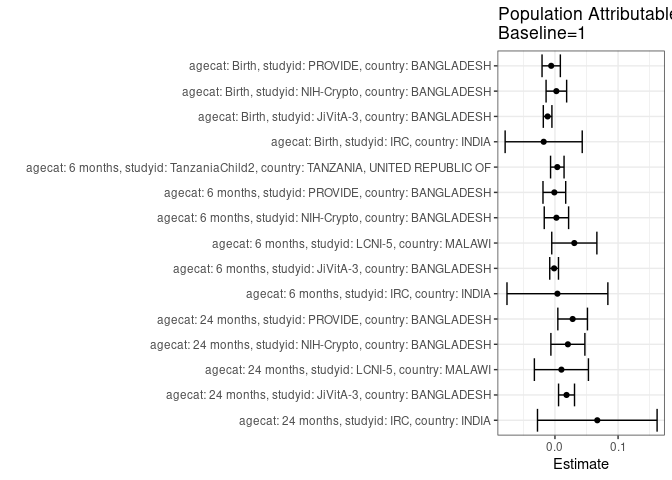 Population Attributable
Baseline=1
agecat: Birth, studyid: PROVIDE, country: BANGLADESH
agecat: Birth, studyid: NIH-Crypto, country: BANGLADESH
agecat: Birth, studyid: JiVitA-3, country: BANGLADESH
agecat: Birth, studyid: IRC, country: INDIA
agecat: 6 months, studyid: TanzaniaChild2, country: TANZANIA, UNITED REPUBLIC OF
agecat: 6 months, studyid: PROVIDE, country: BANGLADESH
agecat: 6 months, studyid: NIH-Crypto, country: BANGLADESH
agecat: 6 months, studyid: LCNI-5, country: MALAWI
agecat: 6 months, studyid: JiVitA-3, country: BANGLADESH
agecat: 6 months, studyid: IRC, country: INDIA
agecat: 24 months, studyid: PROVIDE, country: BANGLADESH
agecat: 24 months, studyid: NIH-Crypto, country: BANGLADESH
agecat: 24 months, studyid: LCNI-5, country: MALAWI
agecat: 24 months, studyid: JiVitA-3, country: BANGLADESH
agecat: 24 months, studyid: IRC, country: INDIA
0.0 0.1
Estimate